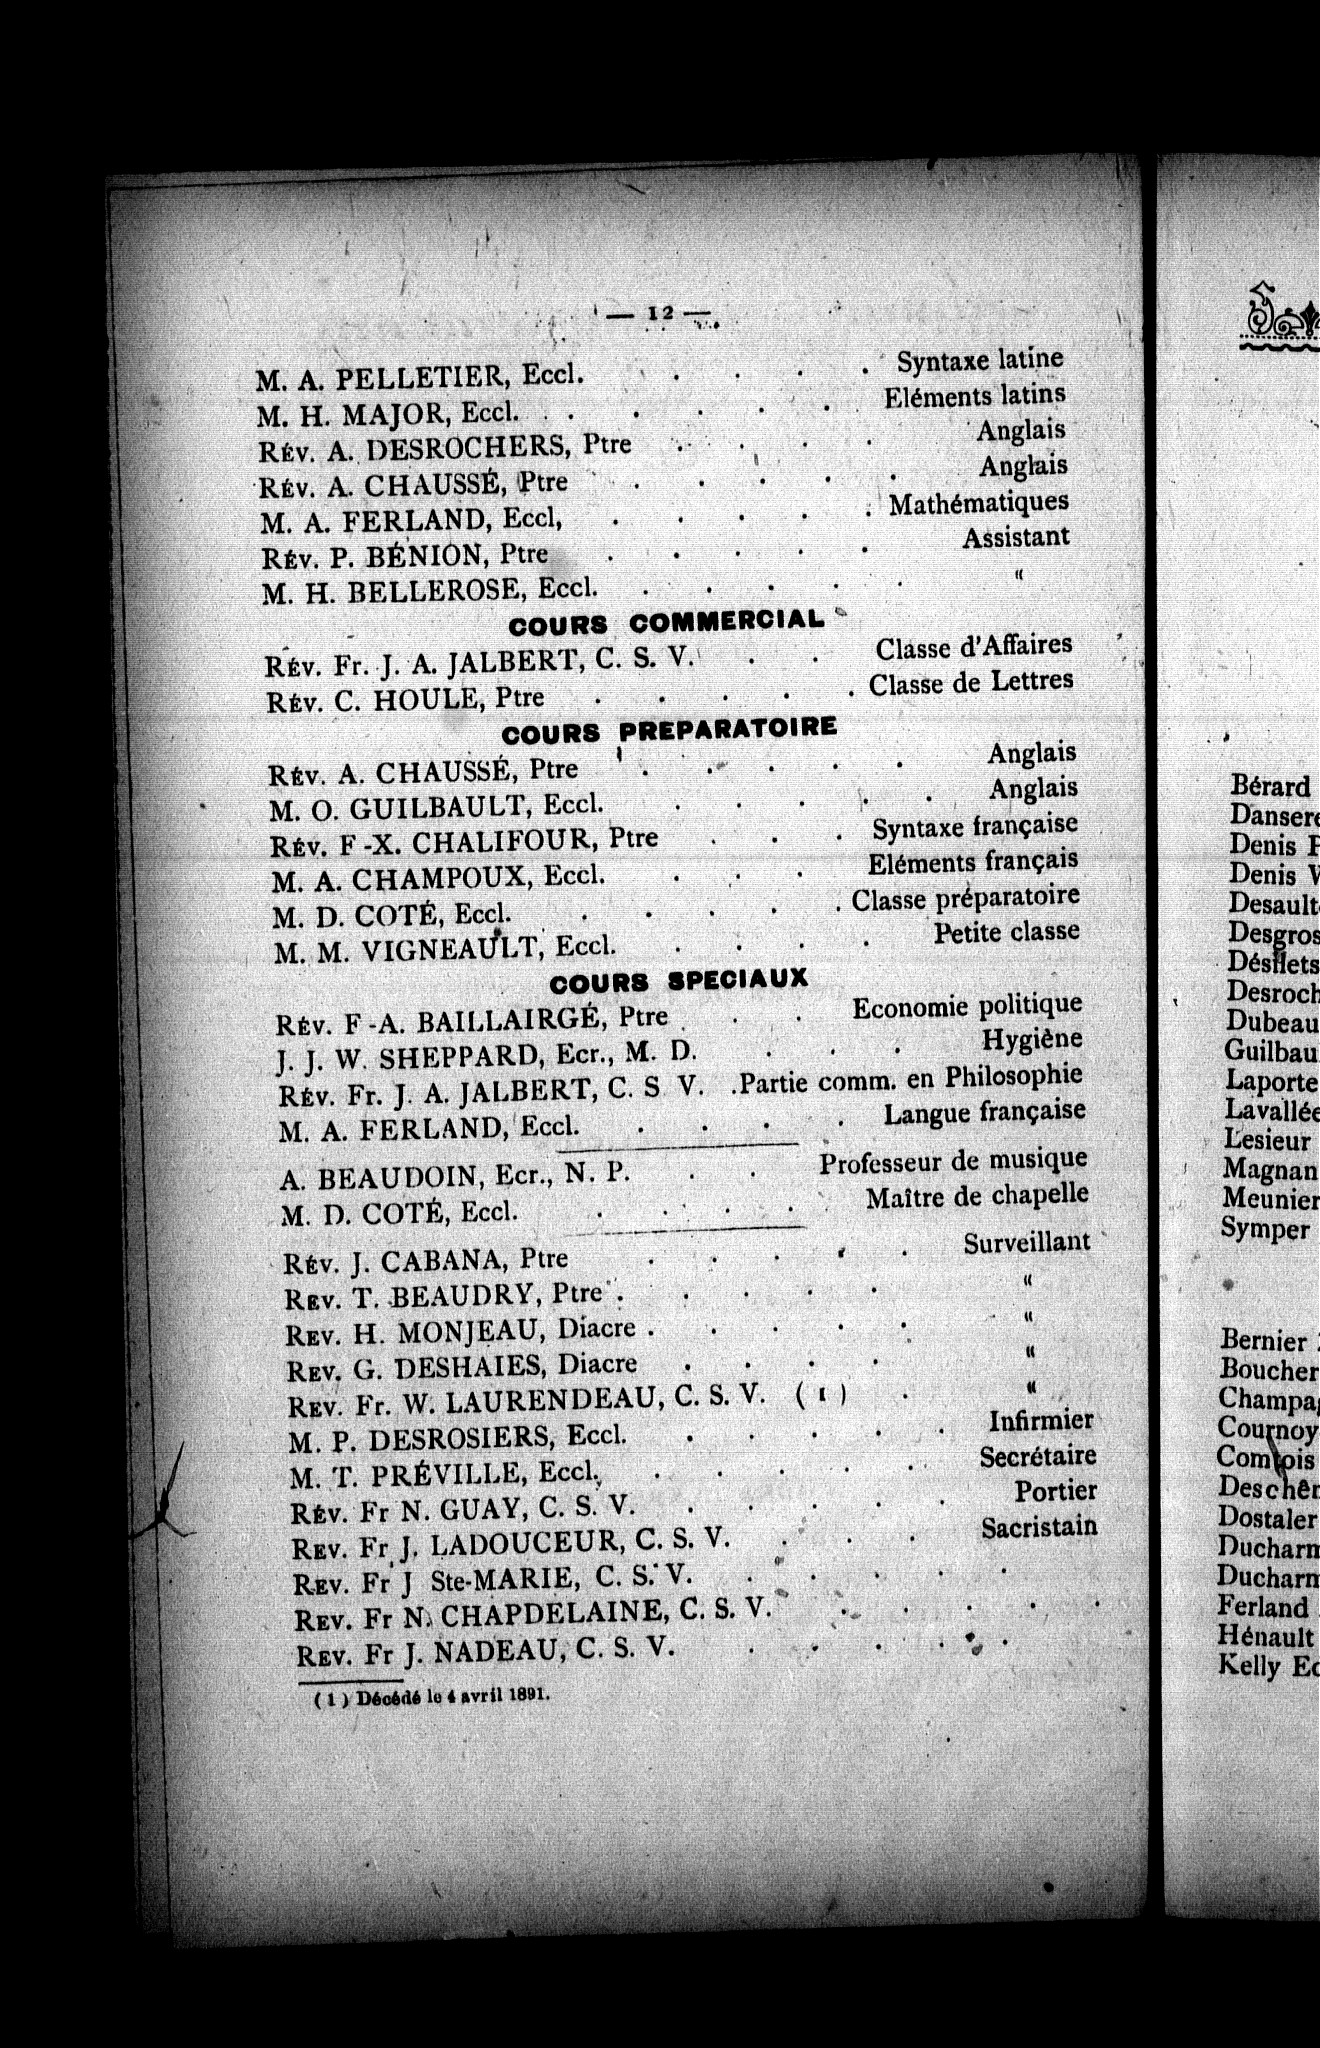 — 12 —
M. A. PELLETIER, Eccl. . . . . Syntaxe latine
M. H. MAJOR, Eccl. . . . . . Eléments latins
RÉV. A. DESROCHERS, Ptre . . . . Anglais
RÉV. A. CHAUSSÉ, Ptre . . . . . Anglais
M. A. FERLAND, Eccl, . . . . . Mathématiques
RÉV. P. BÉNION, Ptre . . . . . Assistant
M. H. BELLEROSE, Eccl. . . . . . "
COURS COMMERCIAL
RÉV. Fr. J. A. JALBERT, C. S. V. . . Classe d'Affaires
RÉV. C. HOULE, Ptre . . . . . Classe de Lettres
COURS PREPARATOIRE
RÉV. A. CHAUSSÉ, Ptre . . . . . Anglais
M. O. GUILBAULT, Eccl. . . . . . Anglais
RÉV. F-X. CHALIFOUR, Ptre . . . Syntaxe française
M. A. CHAMPOUX, Eccl. . . . Eléments français
M. D. COTÉ, Eccl. . . . . . Classe préparatoire
M. M. VIGNEAULT, Eccl. . . . . Petite classe
COURS SPECIAUX
RÉV. F-A. BAILLAIRGÉ, Ptre . . Economie politique
J. J. W. SHEPPARD, Ecr., M. D. . . . Hygiène
RÉV. Fr. J. A. JALBERT, C. S V. . Partie comm. en Philosophie
M. A. FERLAND, Eccl. . . . . Langue française
A. BEAUDOIN, Ecr., N. P. . . Professeur de musique
M. D. COTÉ, Eccl. . . . . Maître de chapelle
RÉV. J. CABANA, Ptre . . . . . Surveillant
REV. T. BEAUDRY, Ptre . . . . . "
REV. H. MONJEAU, Diacre . . . . . "
REV. G. DESHAIES, Diacre . . . . "
REV. Fr. W. LAURENDEAU, C. S. V. ( 1 ) . "
M. P. DESROSIERS, Eccl. . . . . . Infirmier
M. T. PRÉVILLE, Eccl. . . . . . Secrétaire
RÉV. Fr N. GUAY, C. S. V. . . . . . Portier
REV. Fr. J. LADOUCEUR, C. S. V. . . . Sacristain
REV. Fr J Ste-MARIE, C. S. V. . . . . .
REV. Fr N. CHAPDELAINE, C. S. V. . . . . .
REV. Fr J. NADEAU, C. S. V. . . . . .
( 1 ) Décédé le 4 avril 1891.
Bérard
Denis
Denis
Dubeau
Laporte
Lesieur
Magnan
Meunier
Symper
Bernier
Boucher
Comtois
Dostaler
Ferland
Hénault
Kelly